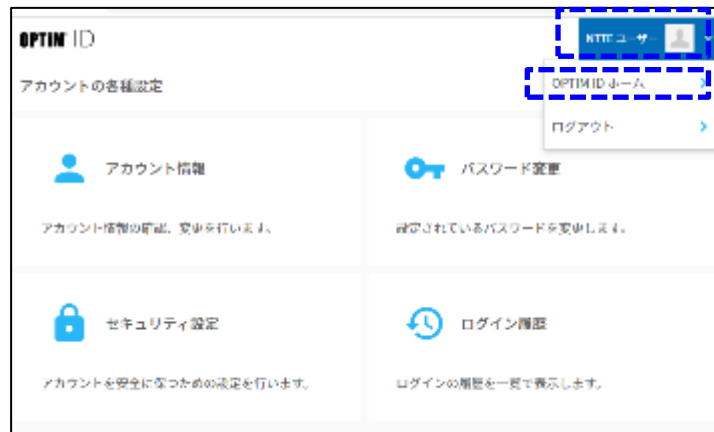 OPTiM ID
NTTEユーザー
アカウントの各種設定
OPTIM IDホーム
ログアウト
アカウント情報
パスワード変更
アカウント情報の確認、変更を行います。
設定されているパスワードを変更します。
セキュリティ設定
ログイン履歴
アカウントを安全に保つための設定を行います。
ログインの履歴を一覧で表示します。